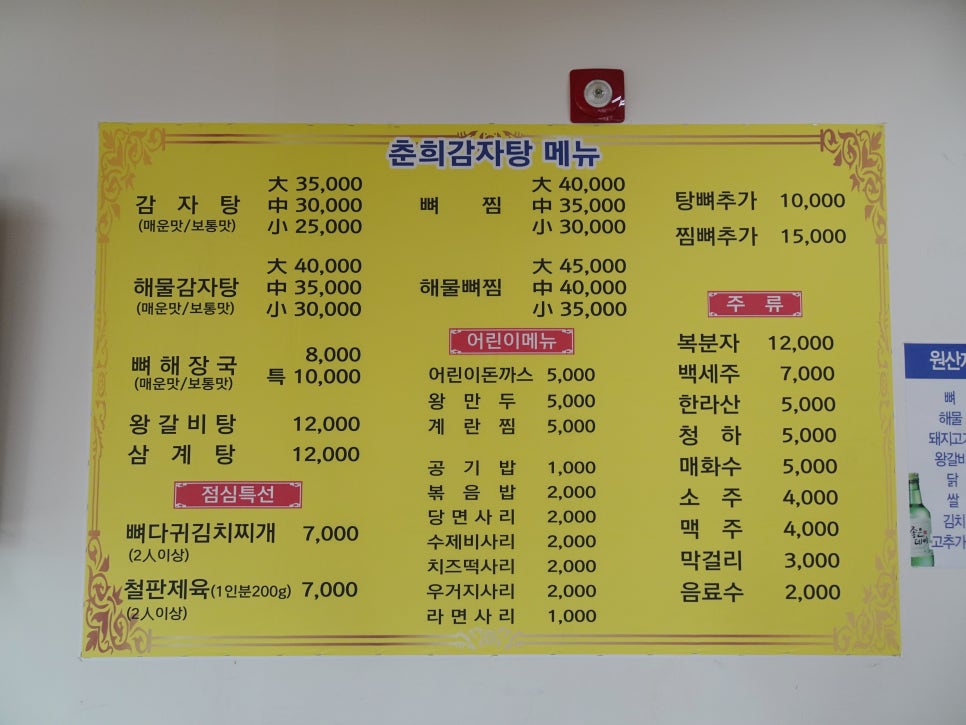 춘희감자탕 메뉴
감 자 탕
(매운맛/보통맛)
大 35,000
中 30,000
小 25,000
해물감자탕
(매운맛/보통맛)
大 40,000
中 35,000
小 30,000
뼈해장국
(매운맛/보통맛)
8,000
특 10,000
왕갈비탕 12,000
삼 계 탕 12,000
점심특선
뼈다귀김치찌개 7,000
(2人이상)
철판제육(1인분200g) 7,000
(2人이상)
뼈 찜
大 40,000
中 35,000
小 30,000
해물뼈찜
大 45,000
中 40,000
小 35,000
어린이메뉴
어린이돈까스 5,000
왕 만 두 5,000
계 란 찜 5,000
공 기 밥 1,000
볶 음 밥 2,000
당면사리 2,000
수제비사리 2,000
치즈떡사리 2,000
우거지사리 2,000
라면사리 1,000
탕뼈추가 10,000
찜뼈추가 15,000
주 류
복분자 12,000
백세주 7,000
한라산 5,000
청 하 5,000
매화수 5,000
소 주 4,000
맥 주 4,000
막걸리 3,000
음료수 2,000
원산지
뼈
해물
돼지고기
왕갈비
닭
쌀
김치
고추가
좋은데이